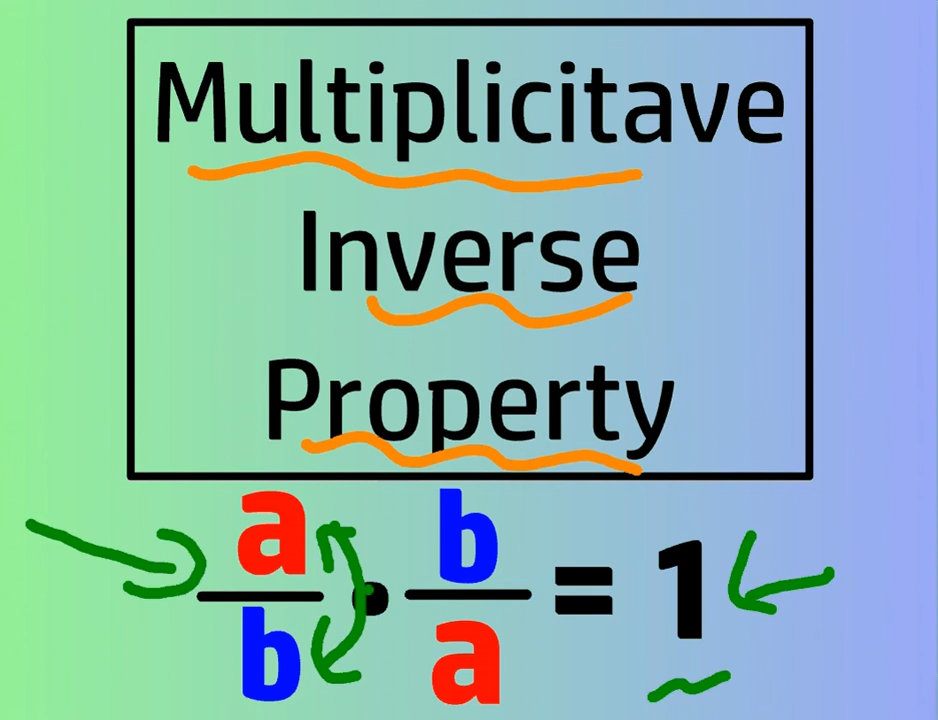 Multiplicitave
Inverse
Property
a/b • b/a = 1